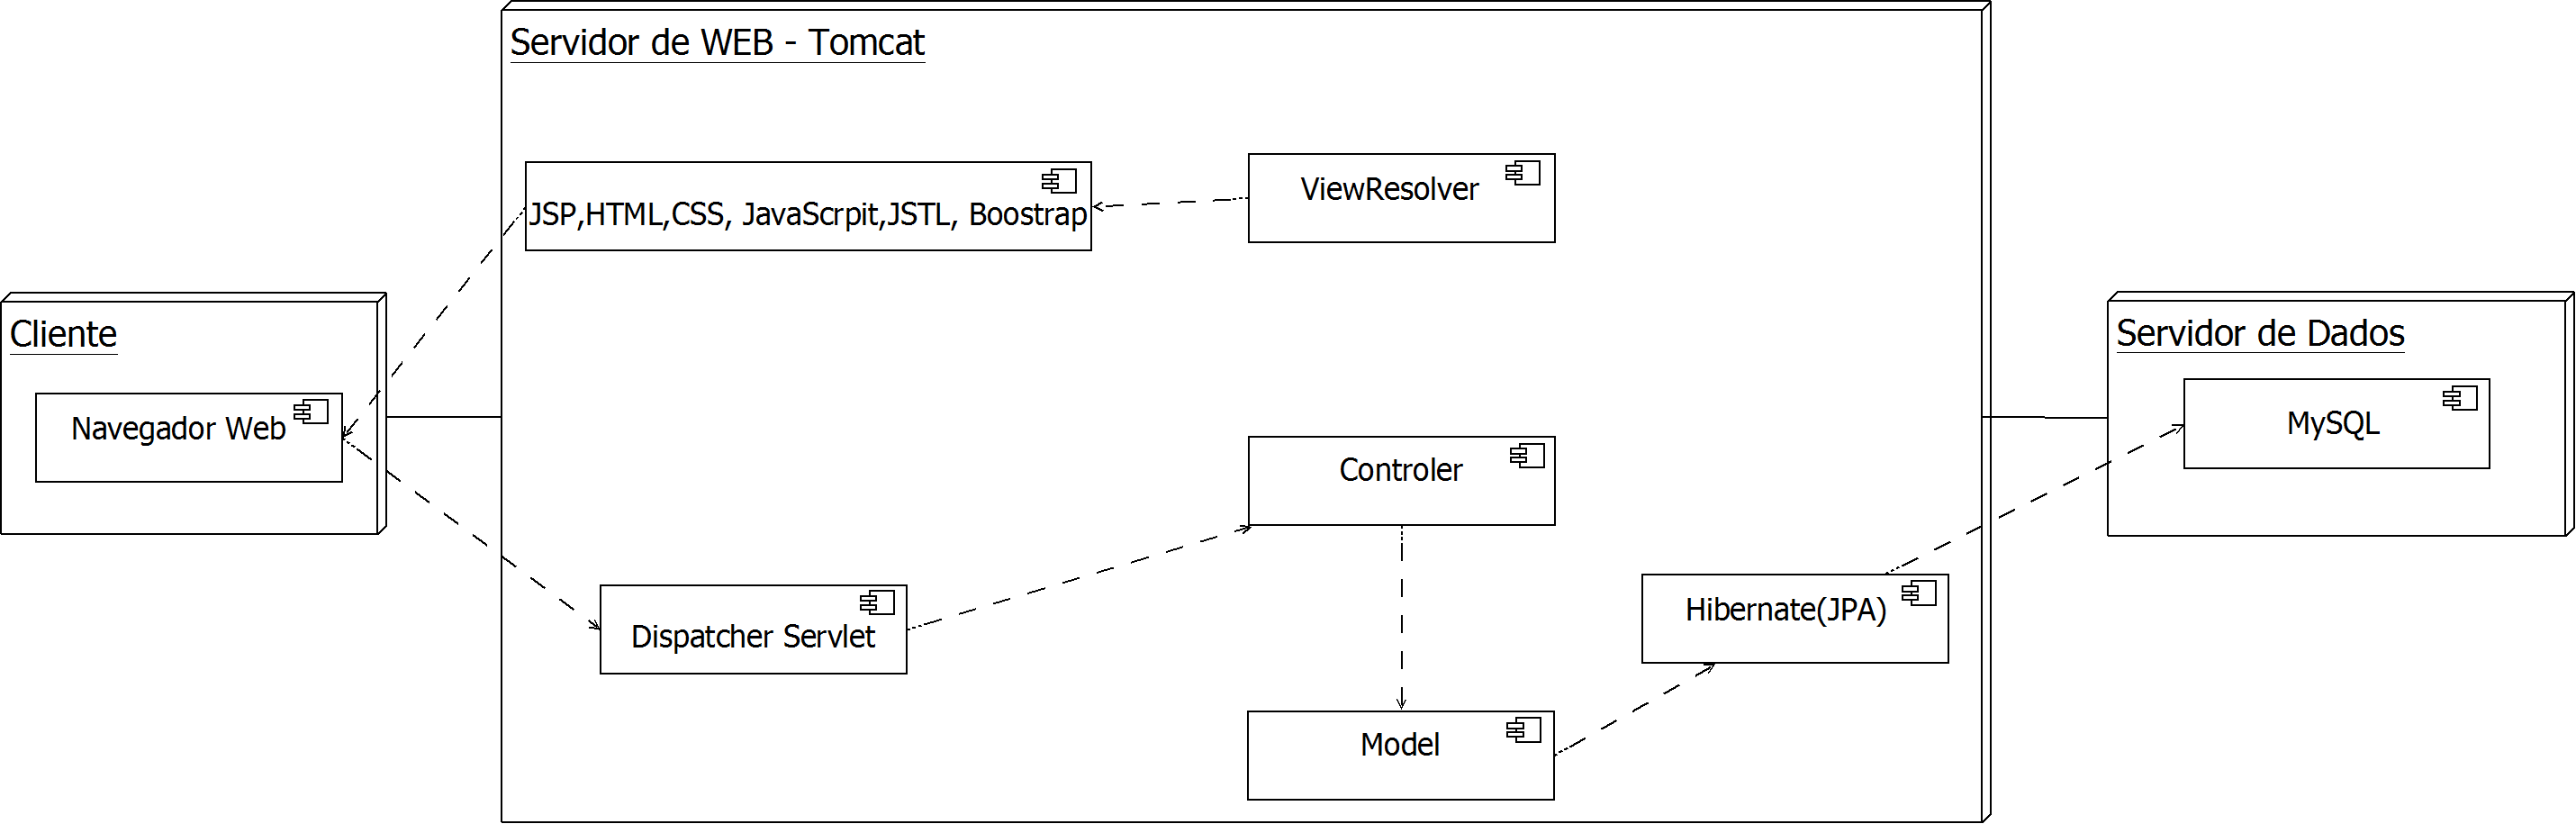 Servidor de WEB - Tomcat
JSP,HTML,CSS, JavaScrpit,JSTL, Boostrap
ViewResolver
Cliente
Navegador Web
Servidor de Dados
MySQL
Controler
Dispatcher Servlet
Hibernate(JPA)
Model